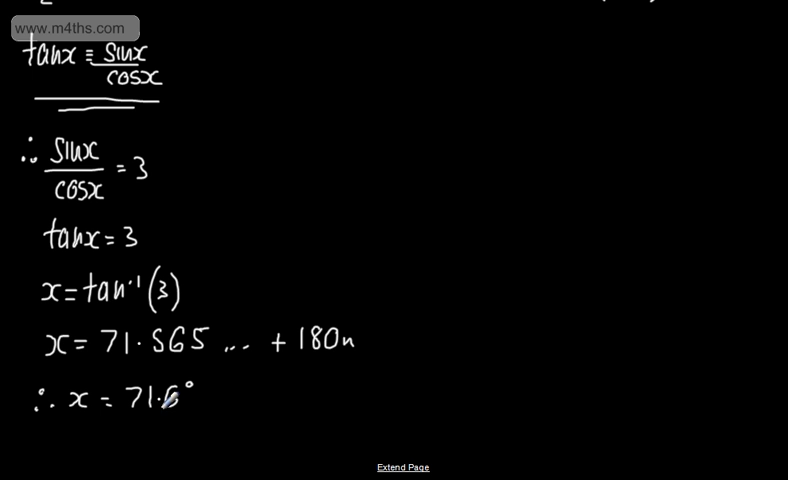 www.m4ths.com
tanx ≡ sinx/cosx
∴ sinx/cosx = 3
tanx = 3
x = tan⁻¹(3)
x = 71.565 ... + 180n
∴ x = 71.6°
Extend Page